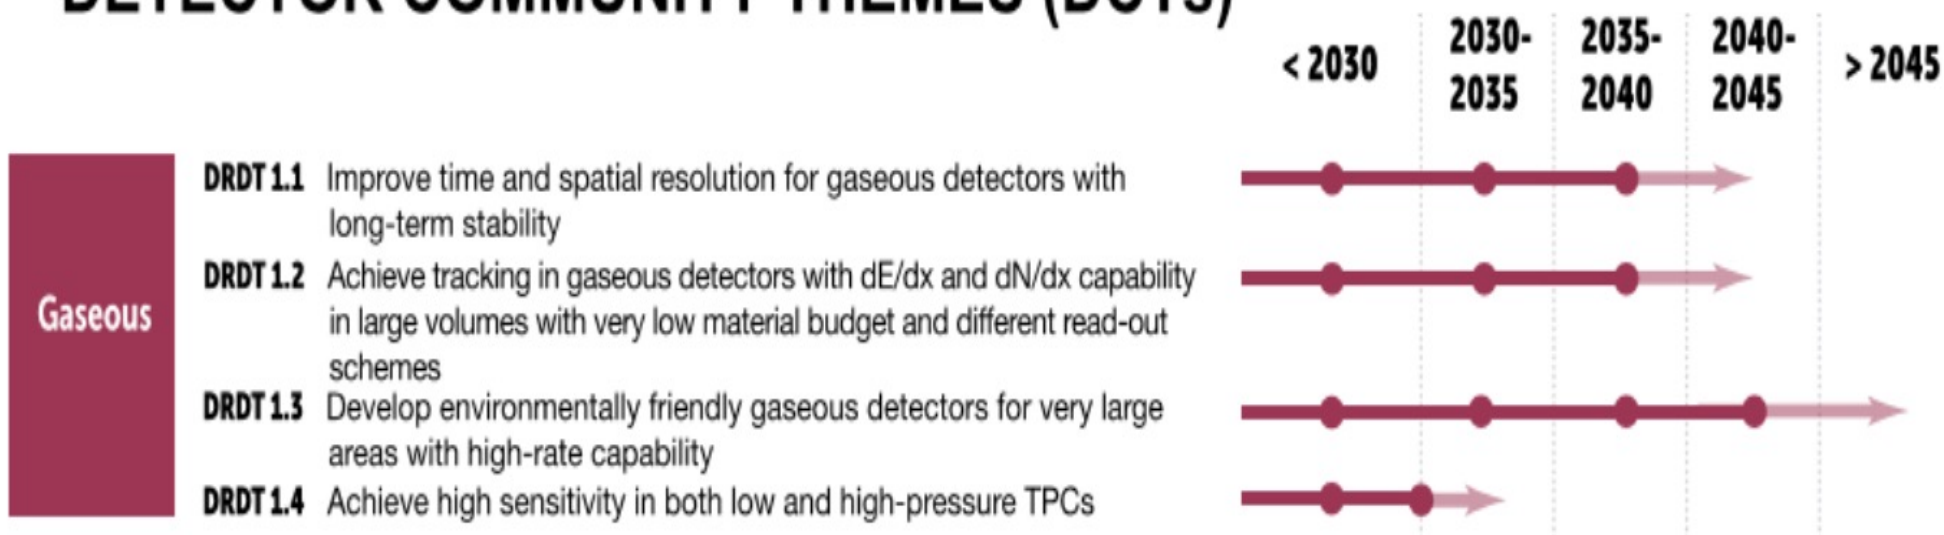 DETECTOR COMMUNITY THEMES (DCTs)
< 2030
2030-
2035
2035-
2040
2040-
2045
> 2045
Gaseous
DRDT 1.1 Improve time and spatial resolution for gaseous detectors with
long-term stability
DRDT 1.2 Achieve tracking in gaseous detectors with dE/dx and dN/dx capability
in large volumes with very low material budget and different read-out
schemes
DRDT 1.3 Develop environmentally friendly gaseous detectors for very large
areas with high-rate capability
DRDT 1.4 Achieve high sensitivity in both low and high-pressure TPCs